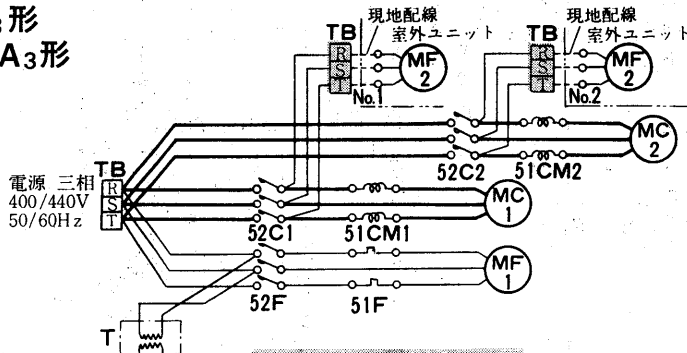 形
A₃形
現地配線
室外ユニット
TB
R
S
T
No.1
MF
2
現地配線
室外ユニット
TB
R
S
T
No.2
MF
2
52C2
51CM2
MC
2
電源 三相
400/440V
50/60Hz
TB
R
S
T
52C1
51CM1
MC
1
52F
51F
MF
1
T